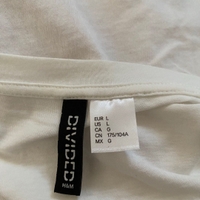 DIVIDED
H&M
EUR L
US L
CA G
CN 175/104A
MX G